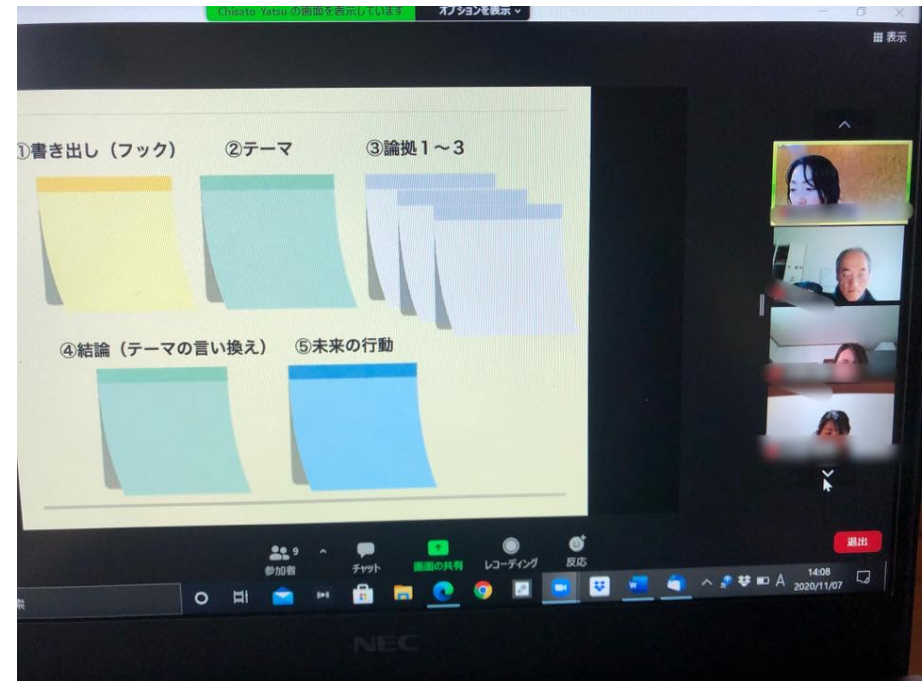 Chisato Yatsu の画面を表示しています
オプションを表示
表示
①書き出し（フック）
②テーマ
③論拠１～３
④結論（テーマの言い換え）
⑤未来の行動
9
参加者
チャット
画面の共有
レコーディング
反応
退出
索
A
14:08
2020/11/07
NEC